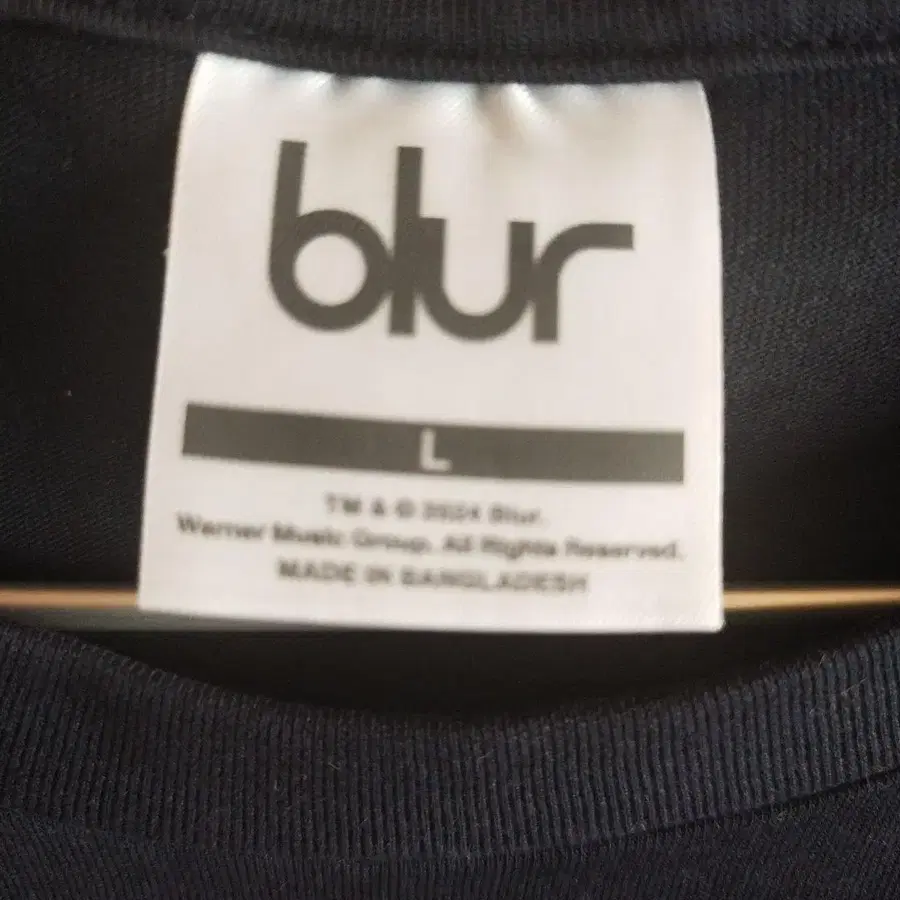 blur
L
TM & © 2024 Blur.
Warner Music Group. All Rights Reserved.
MADE IN BANGLADESH